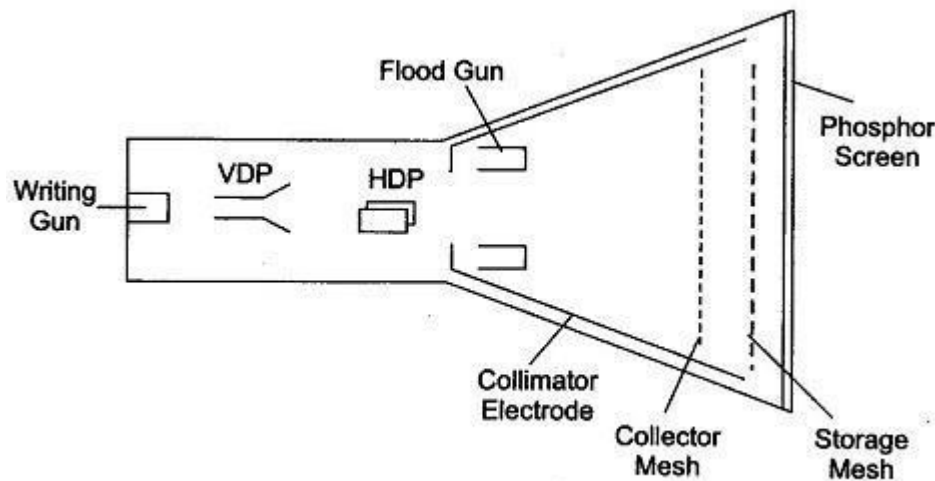 Flood Gun
Phosphor
Screen
VDP
HDP
Writing
Gun
Collimator
Electrode
Collector
Mesh
Storage
Mesh